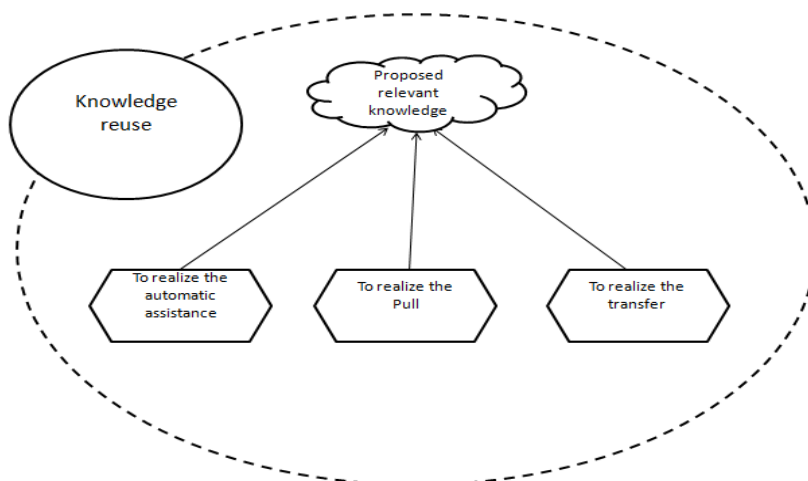 Knowledge
reuse
Proposed
relevant
knowledge
To realize the
automatic
assistance
To realize the
Pull
To realize the
transfer